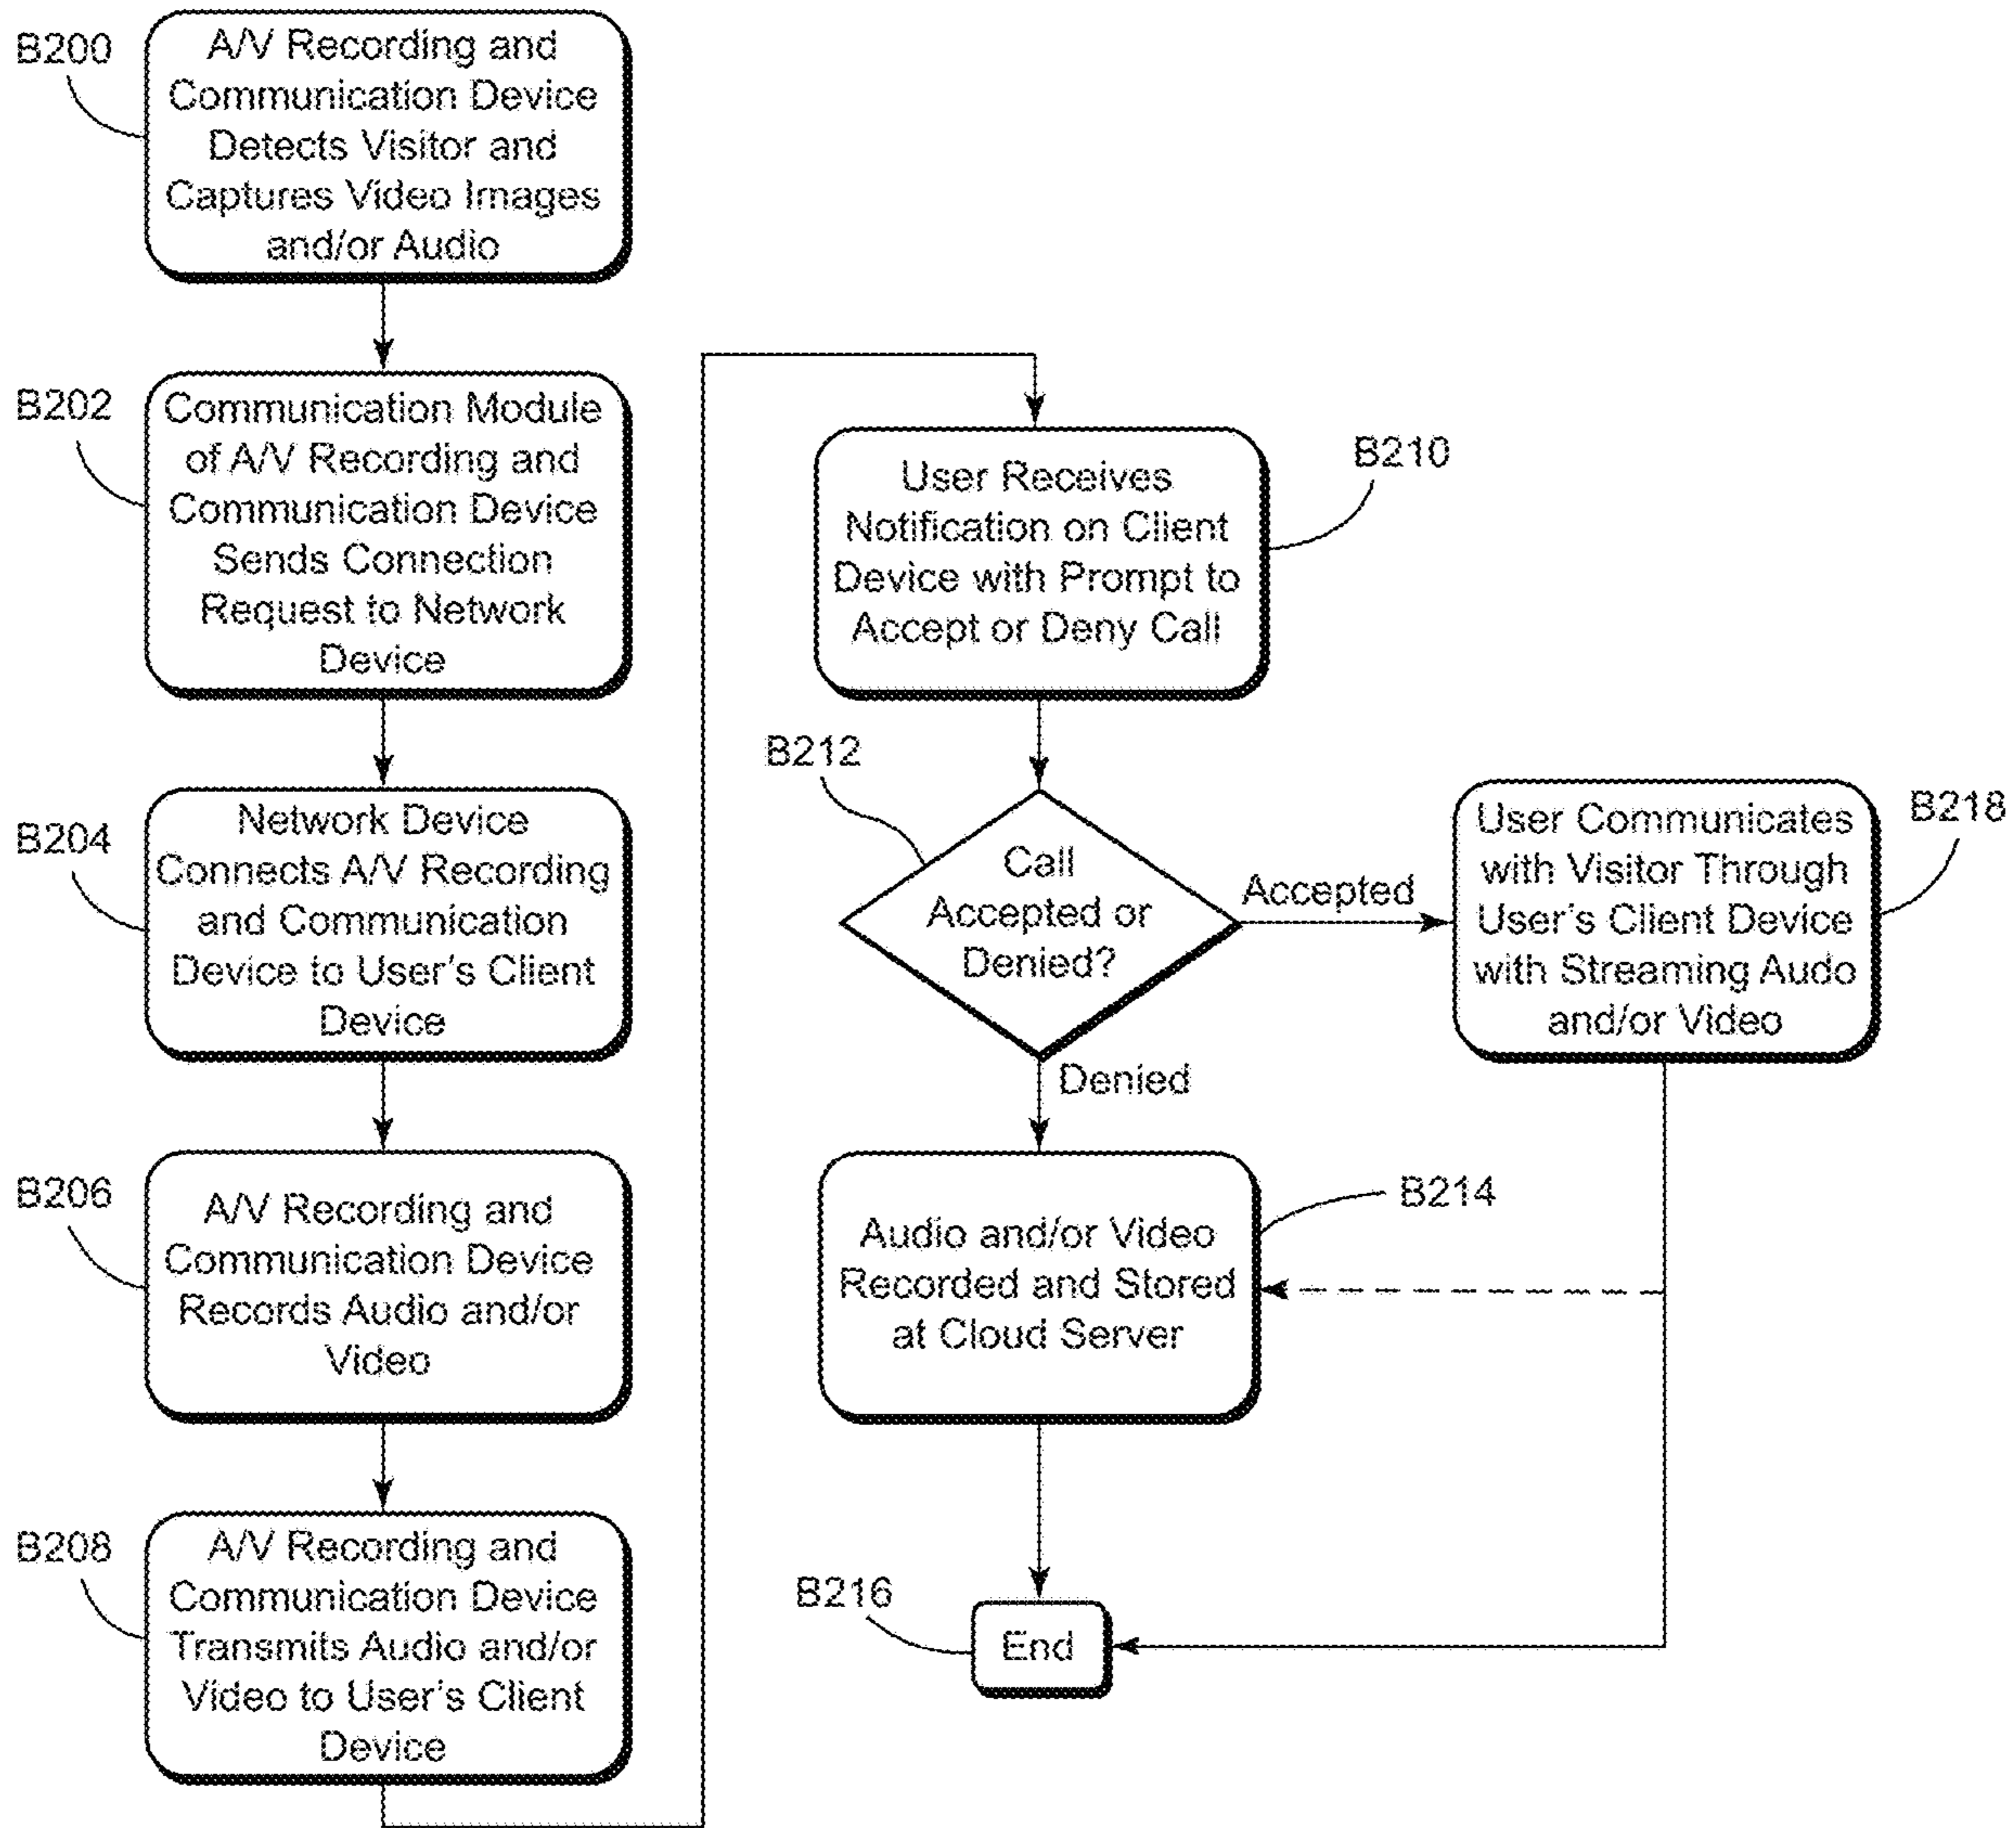 B200
A/V Recording and
Communication Device
Detects Visitor and
Captures Video Images
and/or Audio
B202
Communication Module
of A/V Recording and
Communication Device
Sends Connection
Request to Network
Device
B204
Network Device
Connects A/V Recording
and Communication
Device to User's Client
Device
B206
A/V Recording and
Communication Device
Records Audio and/or
Video
B208
A/V Recording and
Communication Device
Transmits Audio and/or
Video to User's Client
Device
B210
User Receives
Notification on Client
Device with Prompt to
Accept or Deny Call
B212
Call
Accepted or
Denied?
Accepted
Denied
B218
User Communicates
with Visitor Through
User's Client Device
with Streaming Audo
and/or Video
B214
Audio and/or Video
Recorded and Stored
at Cloud Server
B216
End